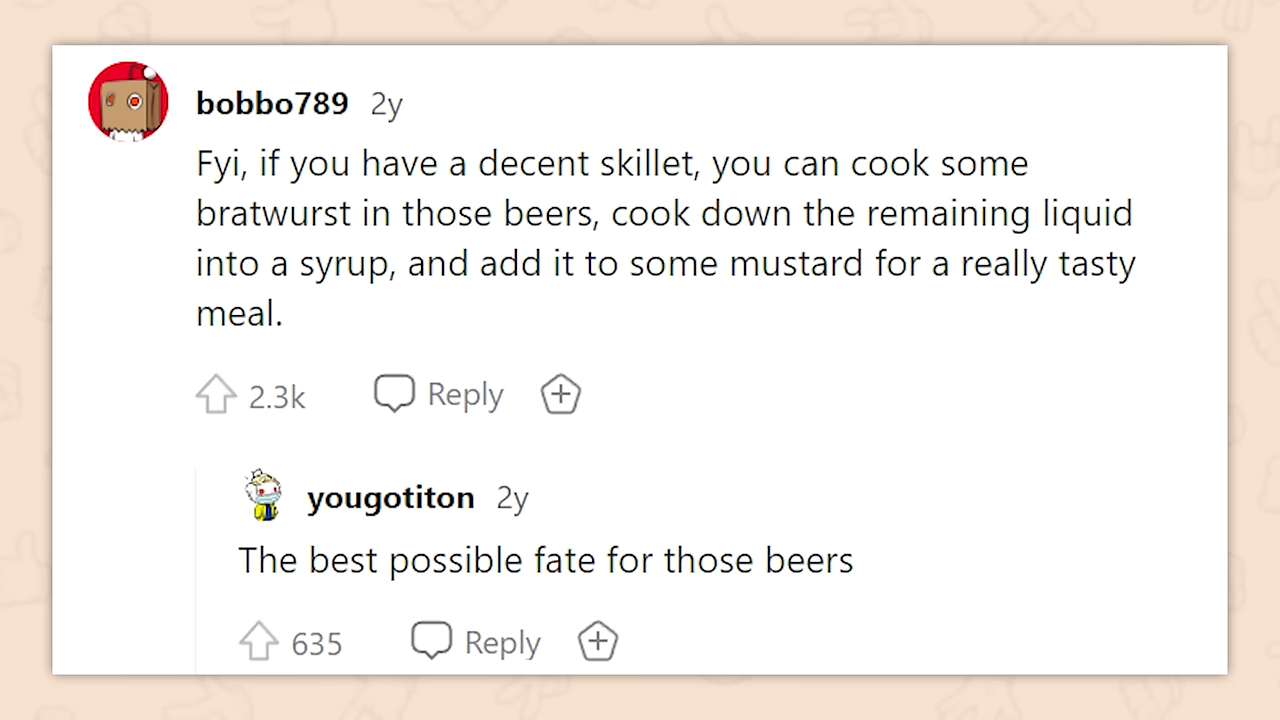 bobbo789 2y
Fyi, if you have a decent skillet, you can cook some
bratwurst in those beers, cook down the remaining liquid
into a syrup, and add it to some mustard for a really tasty
meal.
2.3k Reply
yougotiton 2y
The best possible fate for those beers
635 Reply